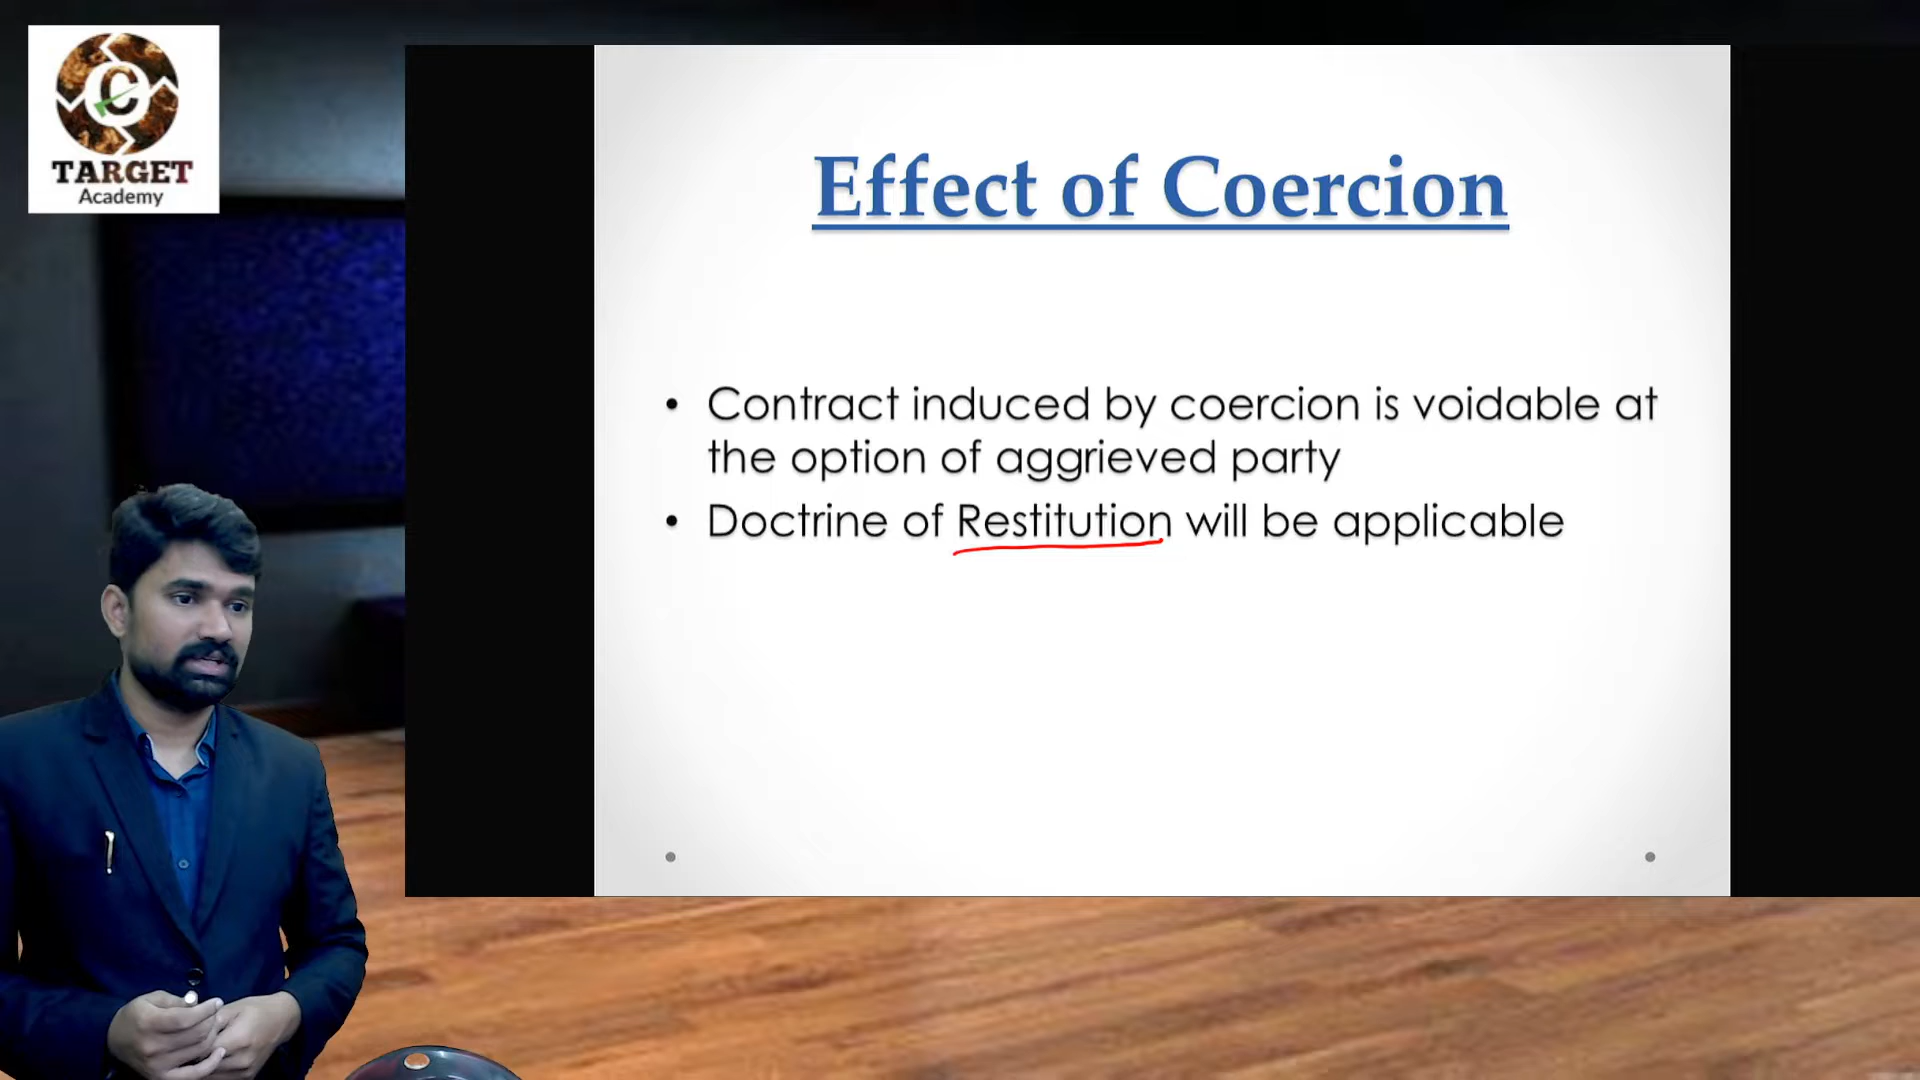 C
TARGET
Academy
Effect of Coercion
• Contract induced by coercion is voidable at
the option of aggrieved party
• Doctrine of Restitution will be applicable